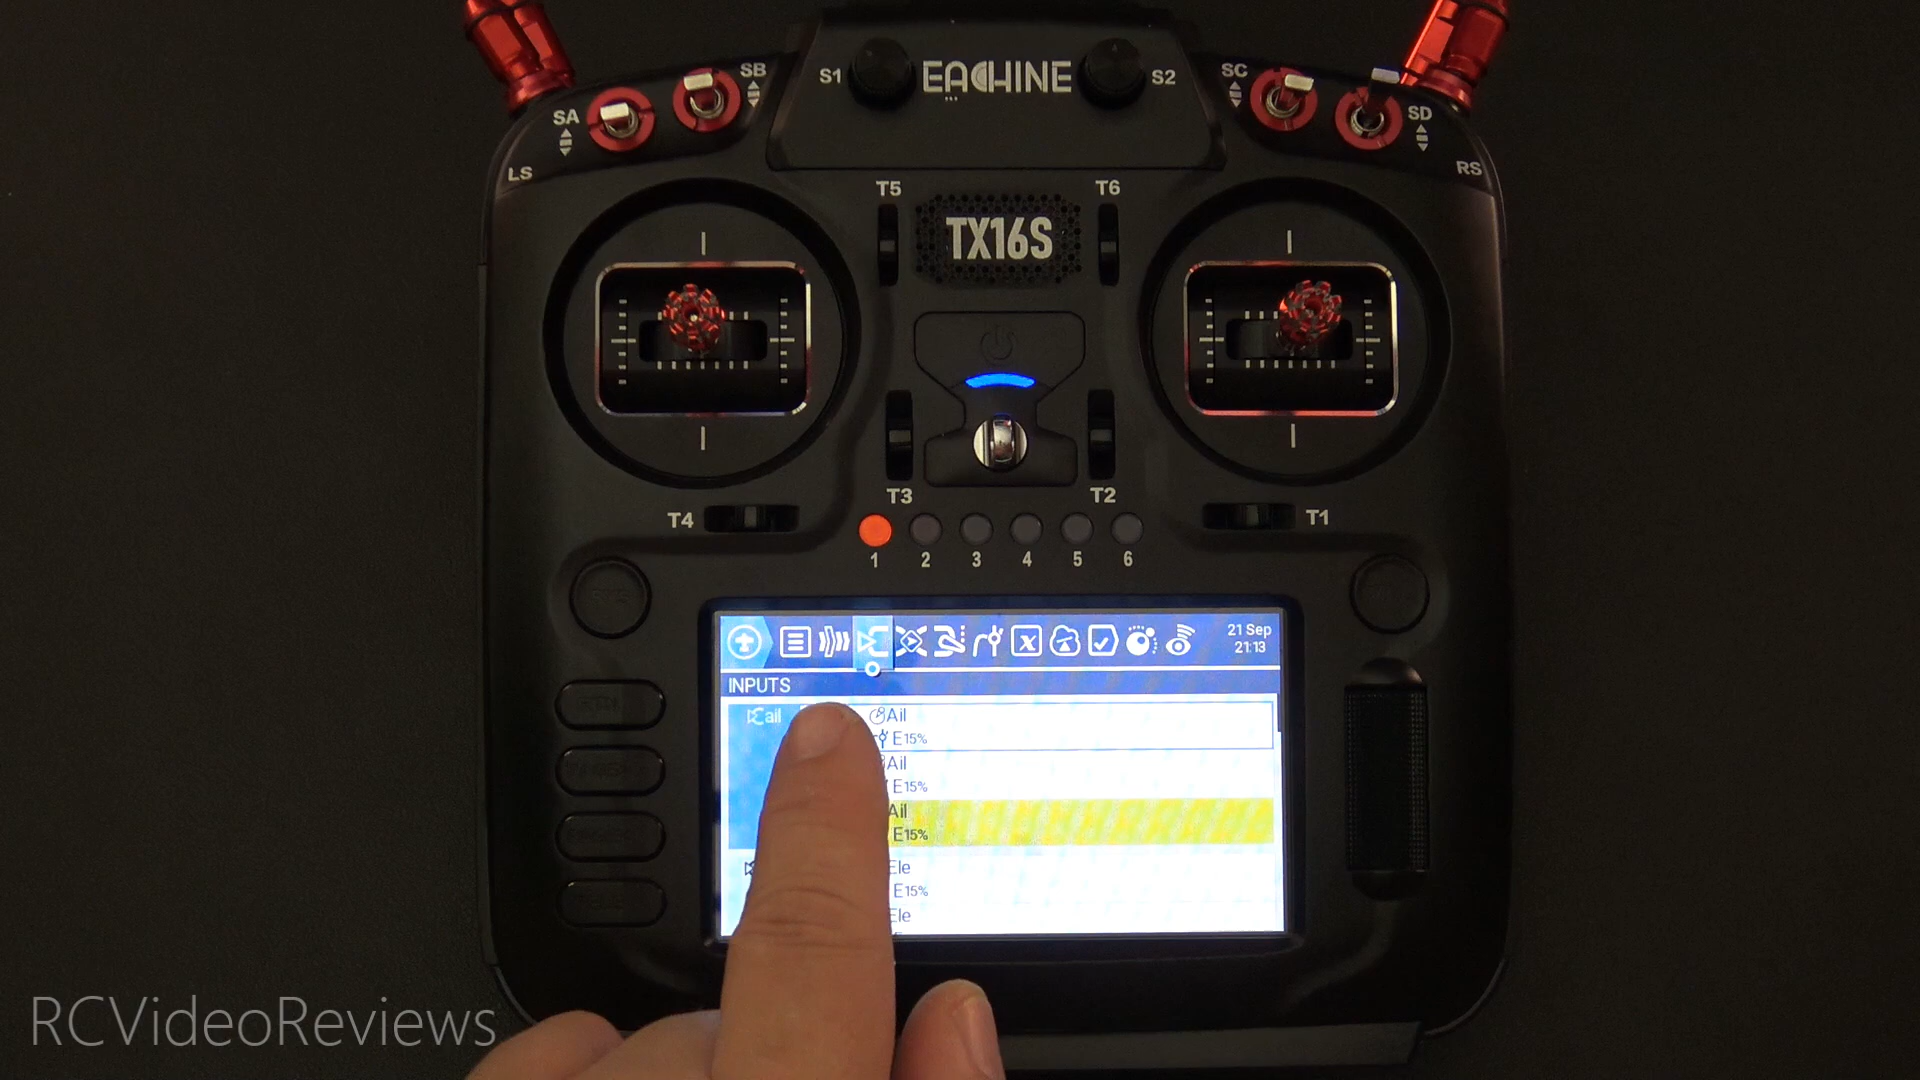 SB
S1
EACHINE
S2
SC
SA
SD
LS
RS
T5
T6
TX16S
T3
T2
T4
T1
1 2 3 4 5 6
21 Sep
21:13
INPUTS
ail
Ail
E15%
Ail
E15%
Ail
E15%
Ele
E15%
Ele
RCVideoReviews